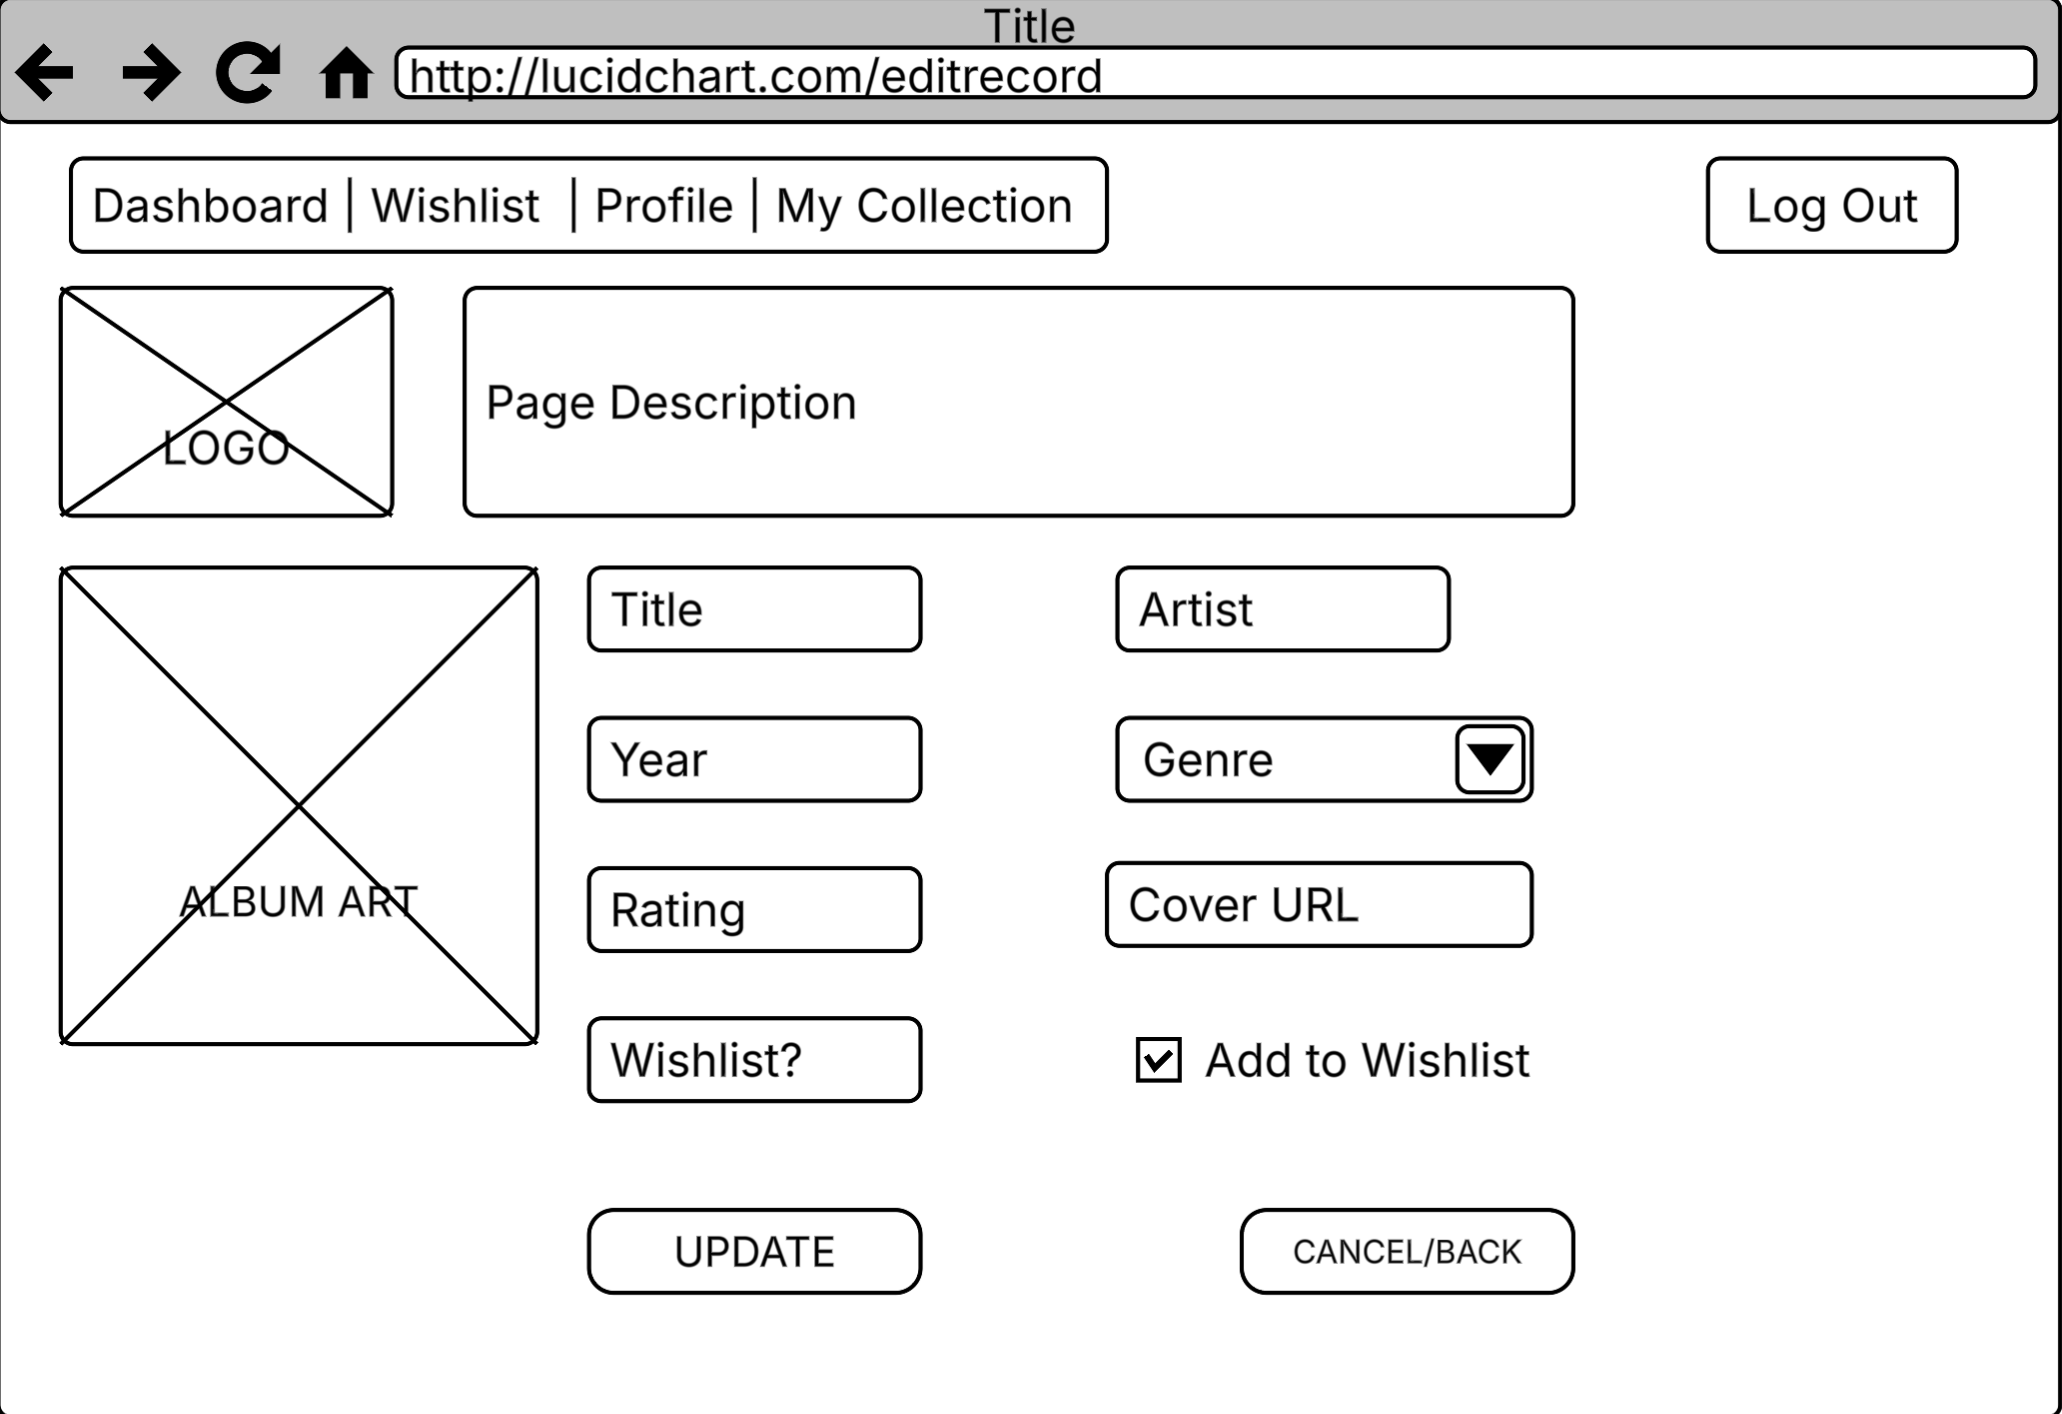 Title
http://lucidchart.com/editrecord
Dashboard | Wishlist | Profile | My Collection
Log Out
LOGO
Page Description
Title
Artist
Year
Genre
Rating
Cover URL
ALBUM ART
Wishlist?
Add to Wishlist
UPDATE
CANCEL/BACK